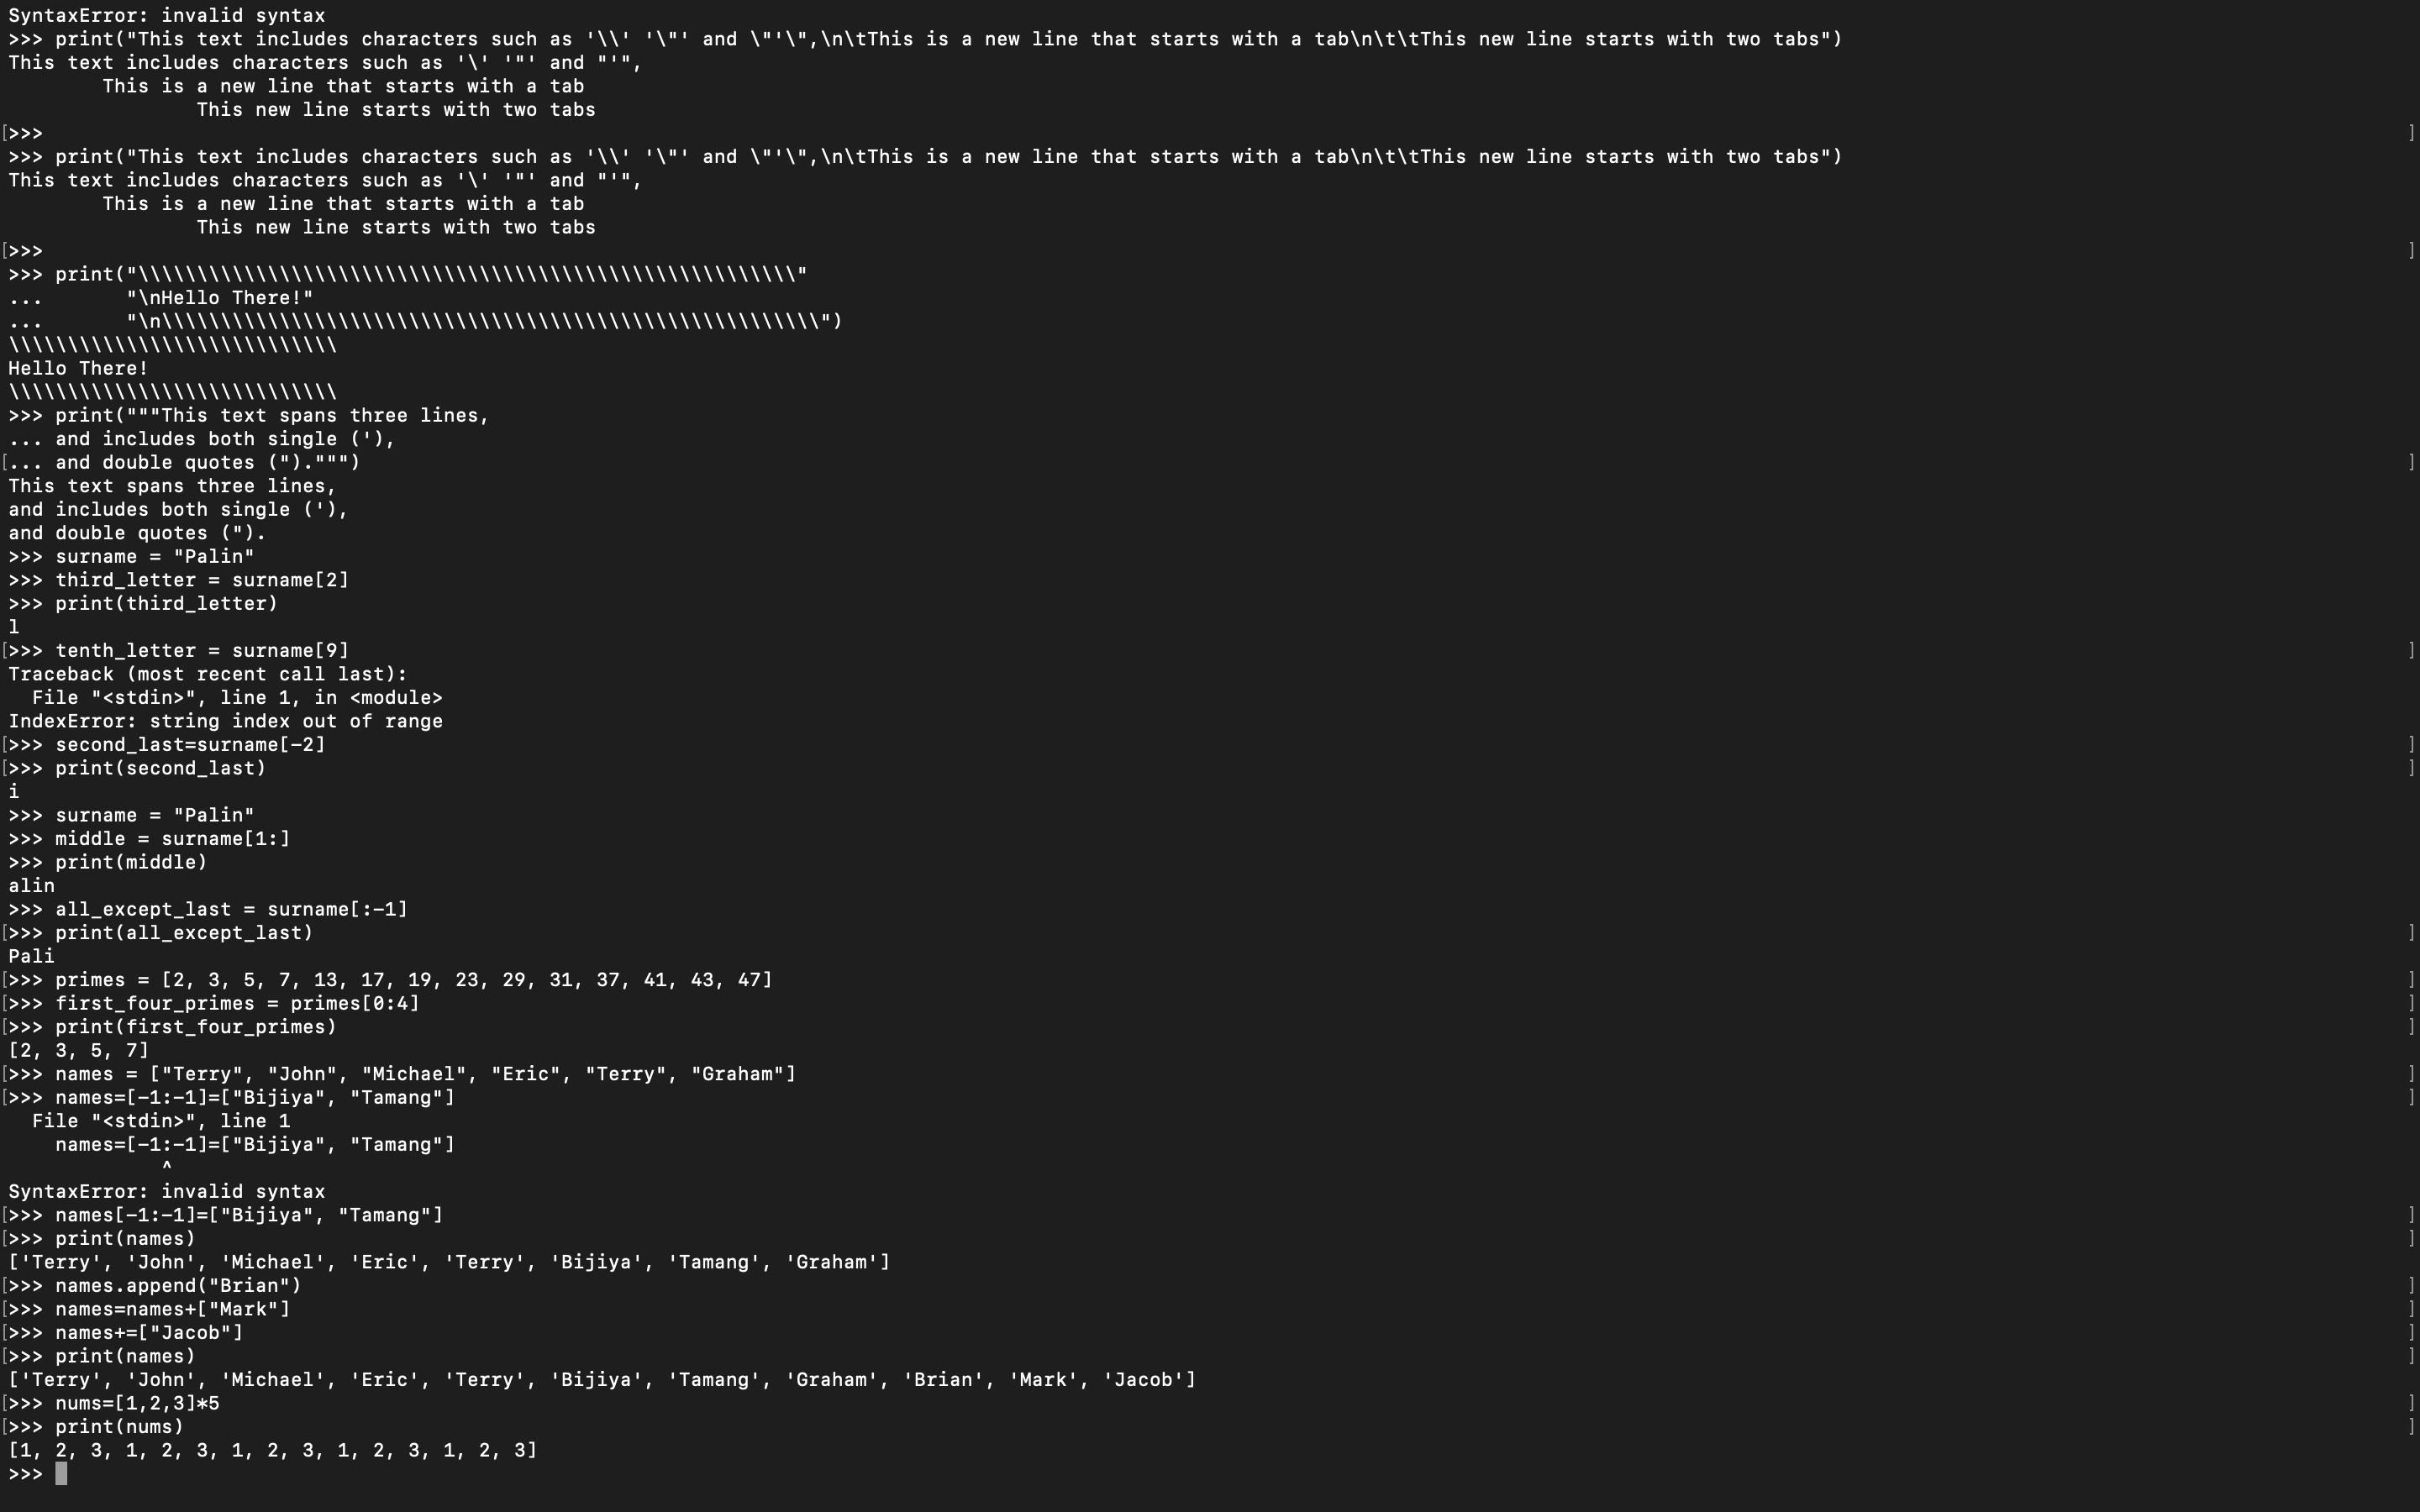 SyntaxError: invalid syntax
>>> print("This text includes characters such as '\\' '\"' and \"'\",\n\tThis is a new line that starts with a tab\n\t\tThis new line starts with two tabs")
This text includes characters such as '\' '"' and "'",
        This is a new line that starts with a tab
                This new line starts with two tabs
[>>> ]
>>> print("This text includes characters such as '\\' '\"' and \"'\",\n\tThis is a new line that starts with a tab\n\t\tThis new line starts with two tabs")
This text includes characters such as '\' '"' and "'",
        This is a new line that starts with a tab
                This new line starts with two tabs
[>>> ]
>>> print("\\\\\\\\\\\\\\\\\\\\\\\\\\\\\\\\\\\\\\\\\\\\\\\\\\\\\\\\"
...       "\nHello There!"
...       "\n\\\\\\\\\\\\\\\\\\\\\\\\\\\\\\\\\\\\\\\\\\\\\\\\\\\\\\\\")
\\\\\\\\\\\\\\\\\\\\\\\\\\\\
Hello There!
\\\\\\\\\\\\\\\\\\\\\\\\\\\\
>>> print("""This text spans three lines,
... and includes both single ('),
[... and double quotes (").""") ]
This text spans three lines,
and includes both single ('),
and double quotes (").
>>> surname = "Palin"
>>> third_letter = surname[2]
>>> print(third_letter)
l
[>>> tenth_letter = surname[9] ]
Traceback (most recent call last):
  File "<stdin>", line 1, in <module>
IndexError: string index out of range
[>>> second_last=surname[-2] ]
[>>> print(second_last) ]
i
>>> surname = "Palin"
>>> middle = surname[1:]
>>> print(middle)
alin
>>> all_except_last = surname[:-1]
[>>> print(all_except_last) ]
Pali
[>>> primes = [2, 3, 5, 7, 13, 17, 19, 23, 29, 31, 37, 41, 43, 47] ]
[>>> first_four_primes = primes[0:4] ]
[>>> print(first_four_primes) ]
[2, 3, 5, 7]
[>>> names = ["Terry", "John", "Michael", "Eric", "Terry", "Graham"] ]
[>>> names=[-1:-1]=["Bijiya", "Tamang"] ]
  File "<stdin>", line 1
    names=[-1:-1]=["Bijiya", "Tamang"]
             ^
SyntaxError: invalid syntax
[>>> names[-1:-1]=["Bijiya", "Tamang"] ]
[>>> print(names) ]
['Terry', 'John', 'Michael', 'Eric', 'Terry', 'Bijiya', 'Tamang', 'Graham']
[>>> names.append("Brian") ]
[>>> names=names+["Mark"] ]
[>>> names+=["Jacob"] ]
[>>> print(names) ]
['Terry', 'John', 'Michael', 'Eric', 'Terry', 'Bijiya', 'Tamang', 'Graham', 'Brian', 'Mark', 'Jacob']
[>>> nums=[1,2,3]*5 ]
[>>> print(nums) ]
[1, 2, 3, 1, 2, 3, 1, 2, 3, 1, 2, 3, 1, 2, 3]
>>>